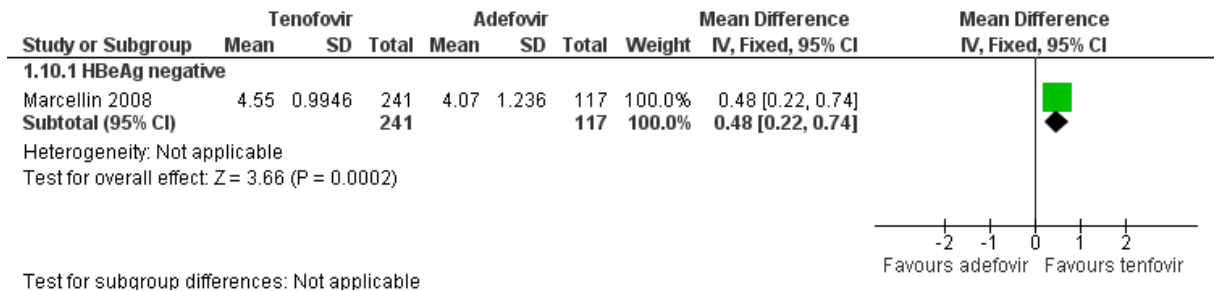 Tenofovir Adefovir Mean Difference Mean Difference
Study or Subgroup Mean SD Total Mean SD Total Weight IV, Fixed, 95% CI IV, Fixed, 95% CI
1.10.1 HBeAg negative
Marcellin 2008 4.55 0.9946 241 4.07 1.236 117 100.0% 0.48 [0.22, 0.74]
Subtotal (95% CI) 241 117 100.0% 0.48 [0.22, 0.74]
Heterogeneity: Not applicable
Test for overall effect: Z = 3.66 (P = 0.0002)
-2 -1 0 1 2
Favours adefovir Favours tenfovir
Test for subgroup differences: Not applicable